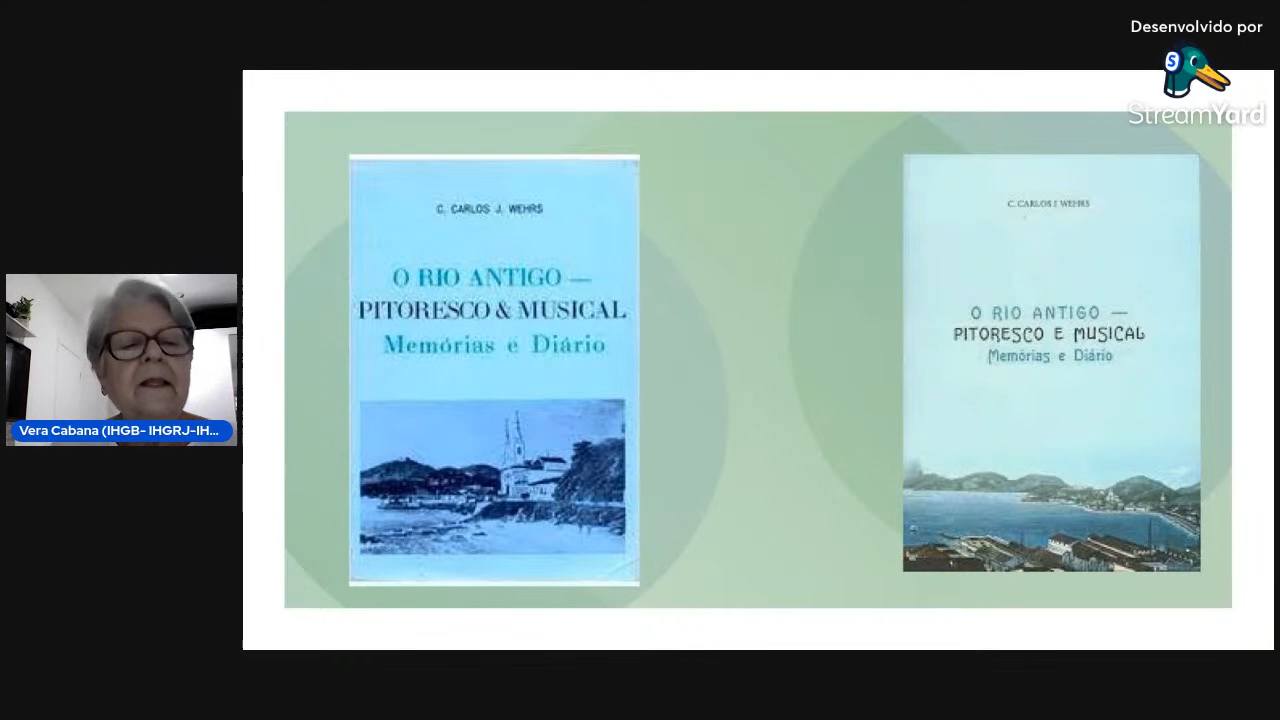 Desenvolvido por
StreamYard
C. CARLOS J. WEHRS
O RIO ANTIGO —
PITORESCO & MUSICAL
Memórias e Diário
C. CARLOS J WEHRS
O RIO ANTIGO —
PITORESCO E MUSICAL
Memórias e Diário
Vera Cabana (IHGB- IHGRJ-IH...